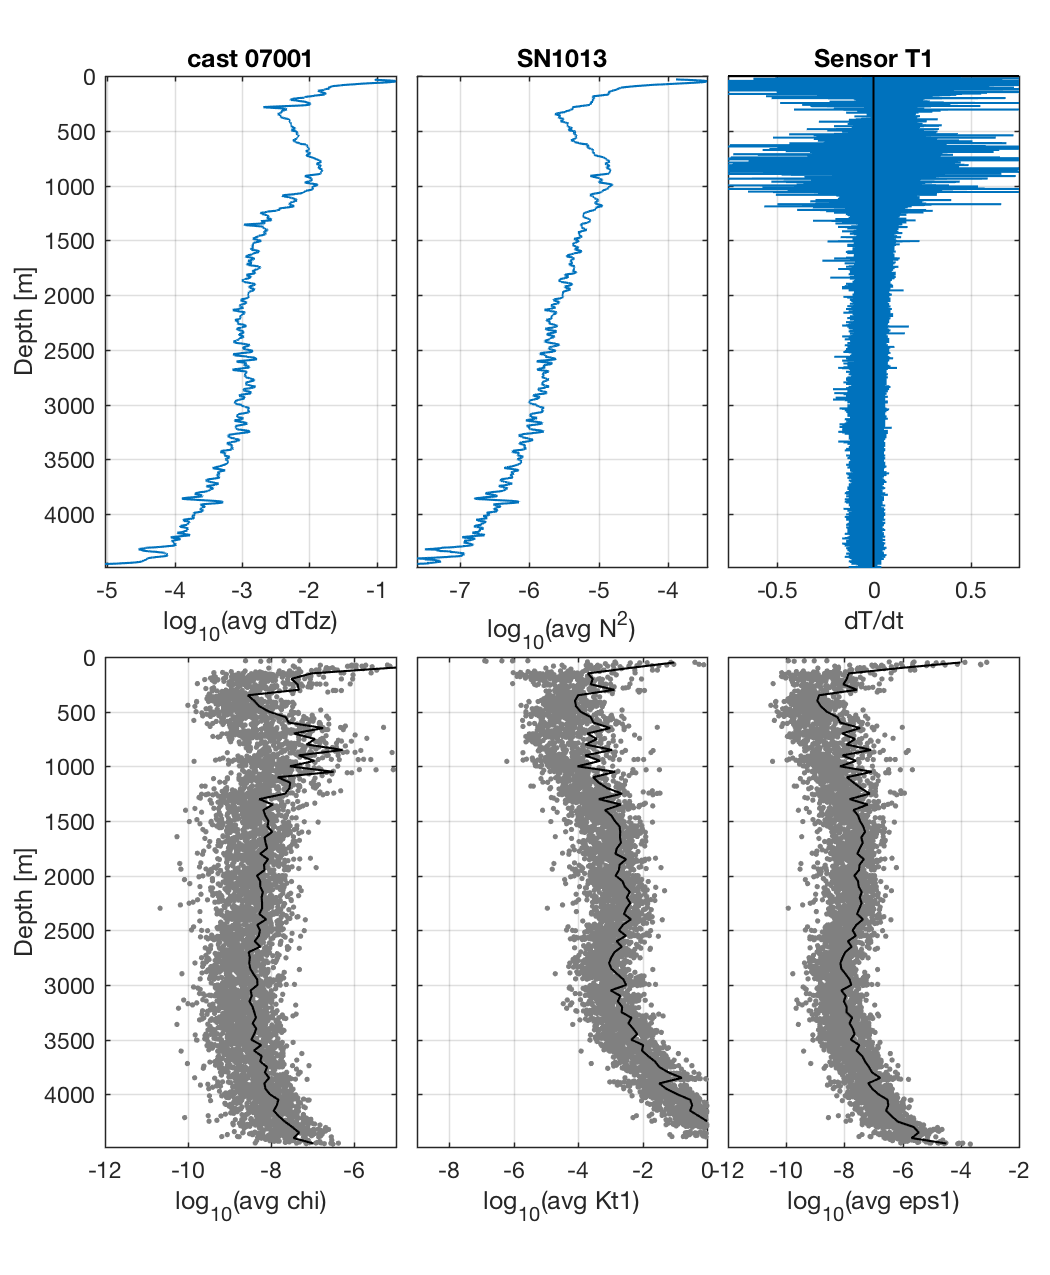 cast 07001 SN1013 Sensor T1
0
500
1000
1500
2000
2500
3000
3500
4000
Depth [m]
-5 -4 -3 -2 -1 -7 -6 -5 -4 -0.5 0 0.5
log10(avg dTdz) log10(avg N2) dT/dt
0
500
1000
1500
2000
2500
3000
3500
4000
Depth [m]
-12 -10 -8 -6 -8 -6 -4 -2 0 -12 -10 -8 -6 -4 -2
log10(avg chi) log10(avg Kt1) log10(avg eps1)